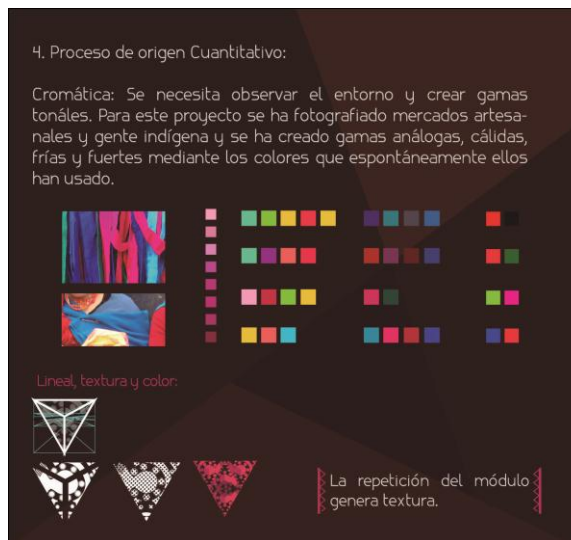 4. Proceso de origen Cuantitativo:
Cromática: Se necesita observar el entorno y crear gamas
tonáles. Para este proyecto se ha fotografiado mercados artesa-
nales y gente indígena y se ha creado gamas análogas, cálidas,
frías y fuertes mediante los colores que espontáneamente ellos
han usado.
Lineal, textura y color:
La repetición del módulo
genera textura.